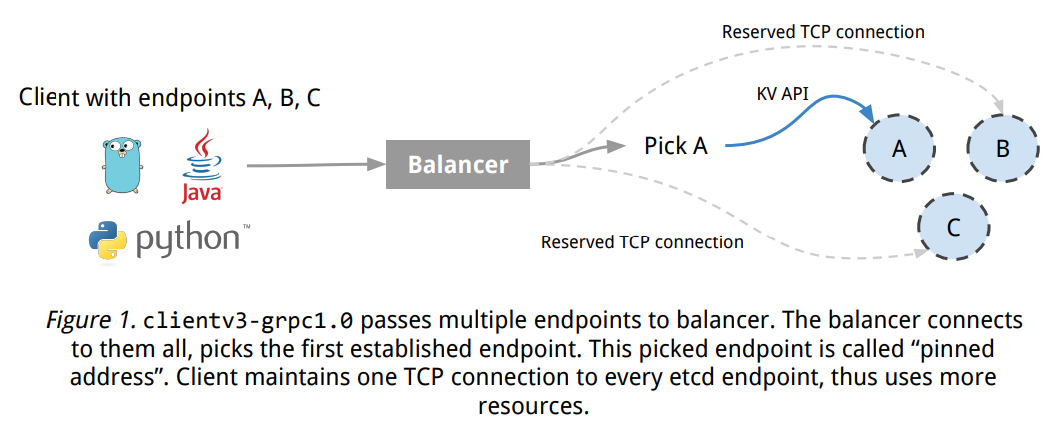 Reserved TCP connection
Client with endpoints A, B, C
KV API
Pick A
A
B
Balancer
Java
C
python™
Reserved TCP connection
Figure 1. clientv3-grpc1.0 passes multiple endpoints to balancer. The balancer connects
to them all, picks the first established endpoint. This picked endpoint is called “pinned
address”. Client maintains one TCP connection to every etcd endpoint, thus uses more
resources.